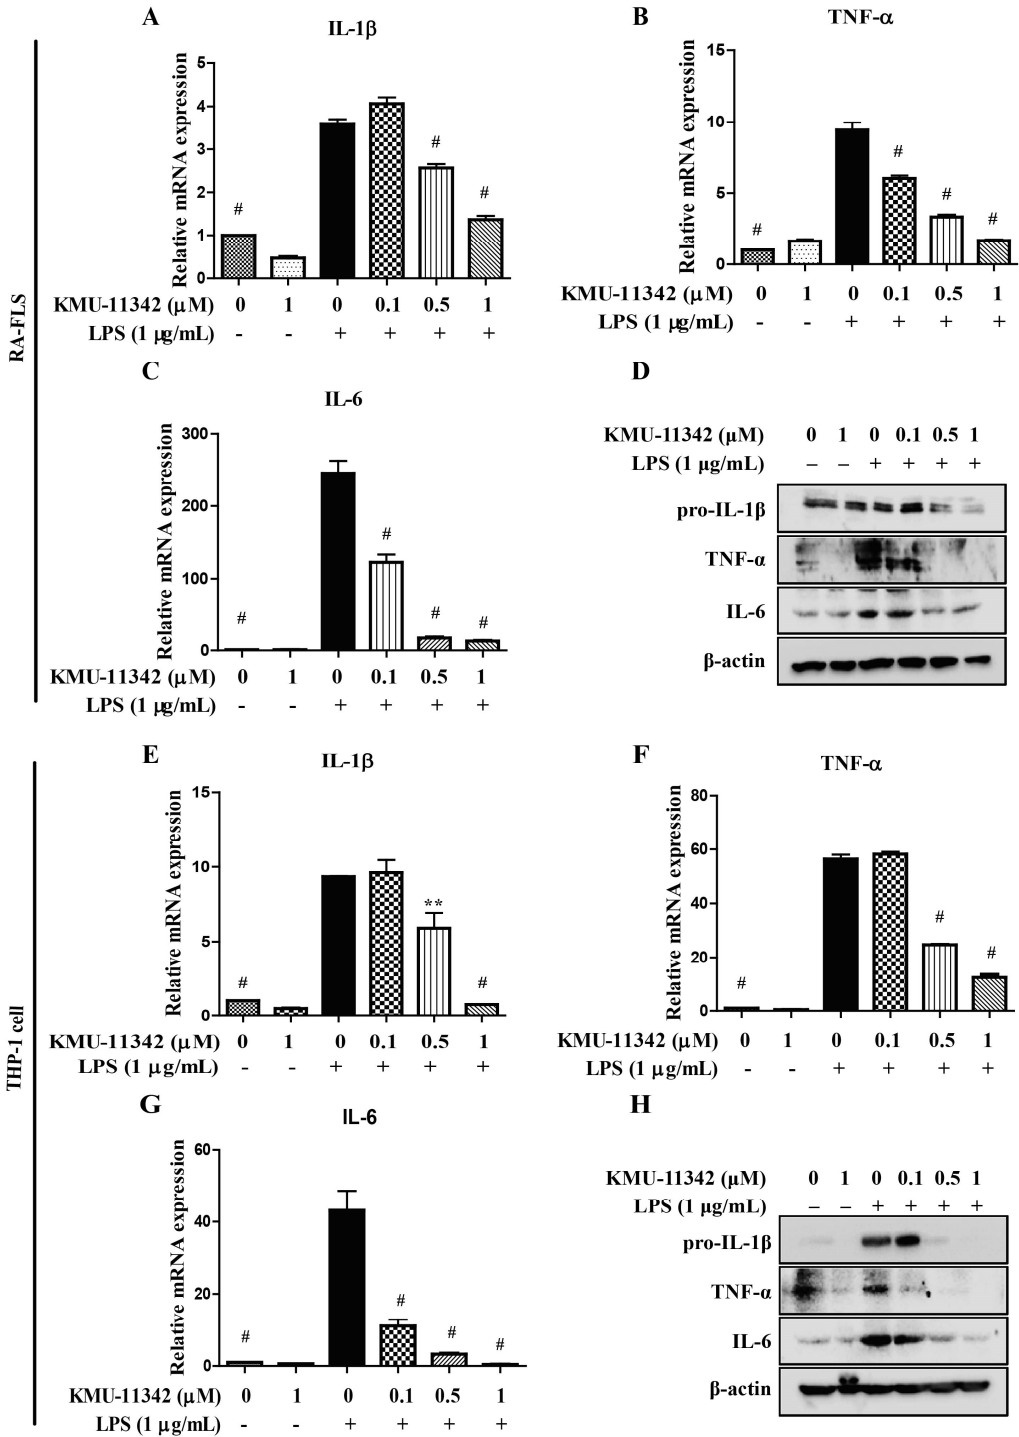 A
IL-1β
Relative mRNA expression
5
4
3
2
1
0
#
#
#
KMU-11342 (μM) 0 1 0 0.1 0.5 1
LPS (1 μg/mL) - - + + + +
B
TNF-α
Relative mRNA expression
15
10
5
0
#
#
#
#
KMU-11342 (μM) 0 1 0 0.1 0.5 1
LPS (1 μg/mL) - - + + + +
RA-FLS
C
IL-6
Relative mRNA expression
300
200
100
0
#
#
#
#
KMU-11342 (μM) 0 1 0 0.1 0.5 1
LPS (1 μg/mL) - - + + + +
D
KMU-11342 (μM) 0 1 0 0.1 0.5 1
LPS (1 μg/mL) – – + + + +
pro-IL-1β
TNF-α
IL-6
β-actin
E
IL-1β
Relative mRNA expression
15
10
5
0
#
**
#
KMU-11342 (μM) 0 1 0 0.1 0.5 1
LPS (1 μg/mL) - - + + + +
F
TNF-α
Relative mRNA expression
80
60
40
20
0
#
#
#
KMU-11342 (μM) 0 1 0 0.1 0.5 1
LPS (1 μg/mL) - - + + + +
THP-1 cell
G
IL-6
Relative mRNA expression
60
40
20
0
#
#
#
#
KMU-11342 (μM) 0 1 0 0.1 0.5 1
LPS (1 μg/mL) - - + + + +
H
KMU-11342 (μM) 0 1 0 0.1 0.5 1
LPS (1 μg/mL) – – + + + +
pro-IL-1β
TNF-α
IL-6
β-actin